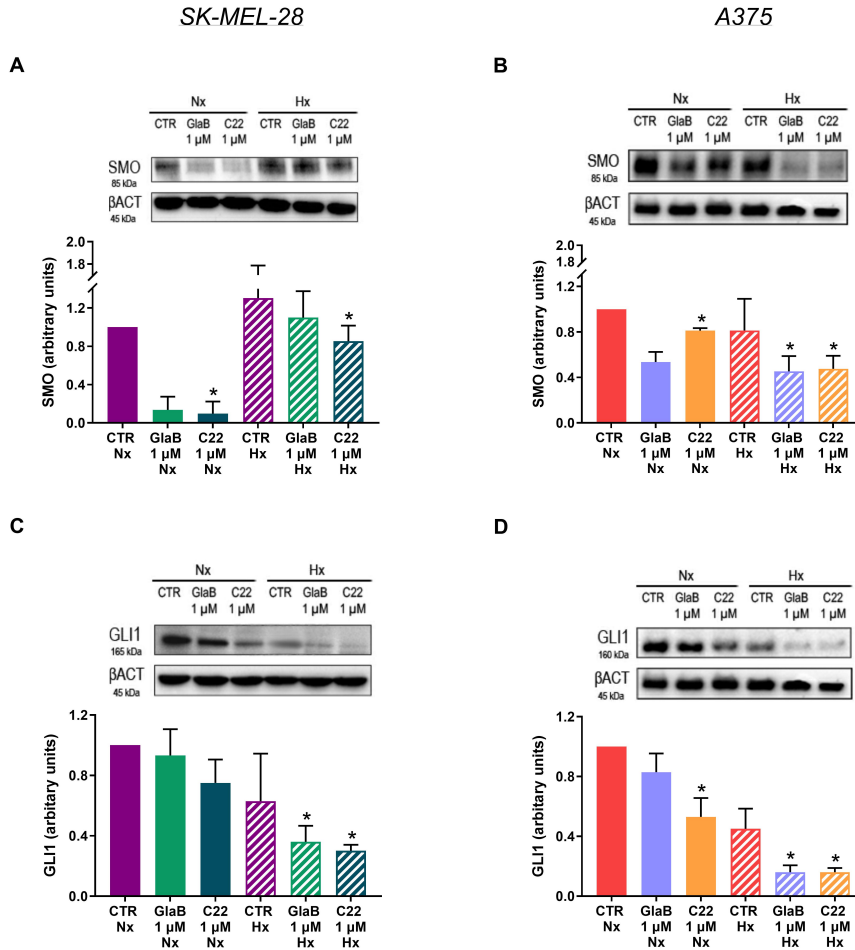 SK-MEL-28
A375
A
Nx Hx
CTR GlaB C22 CTR GlaB C22
1 µM 1 µM 1 µM 1 µM
SMO
85 kDa
βACT
45 kDa
2.0
1.8
1.2
0.8
0.4
0.0
SMO (arbitrary units)
* *
CTR GlaB C22 CTR GlaB C22
Nx 1 µM 1 µM Hx 1 µM 1 µM
Nx Nx Hx Hx
B
Nx Hx
CTR GlaB C22 CTR GlaB C22
1 µM 1 µM 1 µM 1 µM
SMO
85 kDa
βACT
45 kDa
2.0
1.8
1.2
0.8
0.4
0.0
SMO (arbitrary units)
* * *
CTR GlaB C22 CTR GlaB C22
Nx 1 µM 1 µM Hx 1 µM 1 µM
Nx Nx Hx Hx
C
Nx Hx
CTR GlaB C22 CTR GlaB C22
1 µM 1 µM 1 µM 1 µM
GLI1
165 kDa
βACT
45 kDa
1.2
0.8
0.4
0.0
GLI1 (arbitary units)
* *
CTR GlaB C22 CTR GlaB C22
Nx 1 µM 1 µM Hx 1 µM 1 µM
Nx Nx Hx Hx
D
Nx Hx
CTR GlaB C22 CTR GlaB C22
1 µM 1 µM 1 µM 1 µM
GLI1
160 kDa
βACT
45 kDa
1.2
0.8
0.4
0.0
GLI1 (arbitary units)
* * *
CTR GlaB C22 CTR GlaB C22
Nx 1 µM 1 µM Hx 1 µM 1 µM
Nx Nx Hx Hx